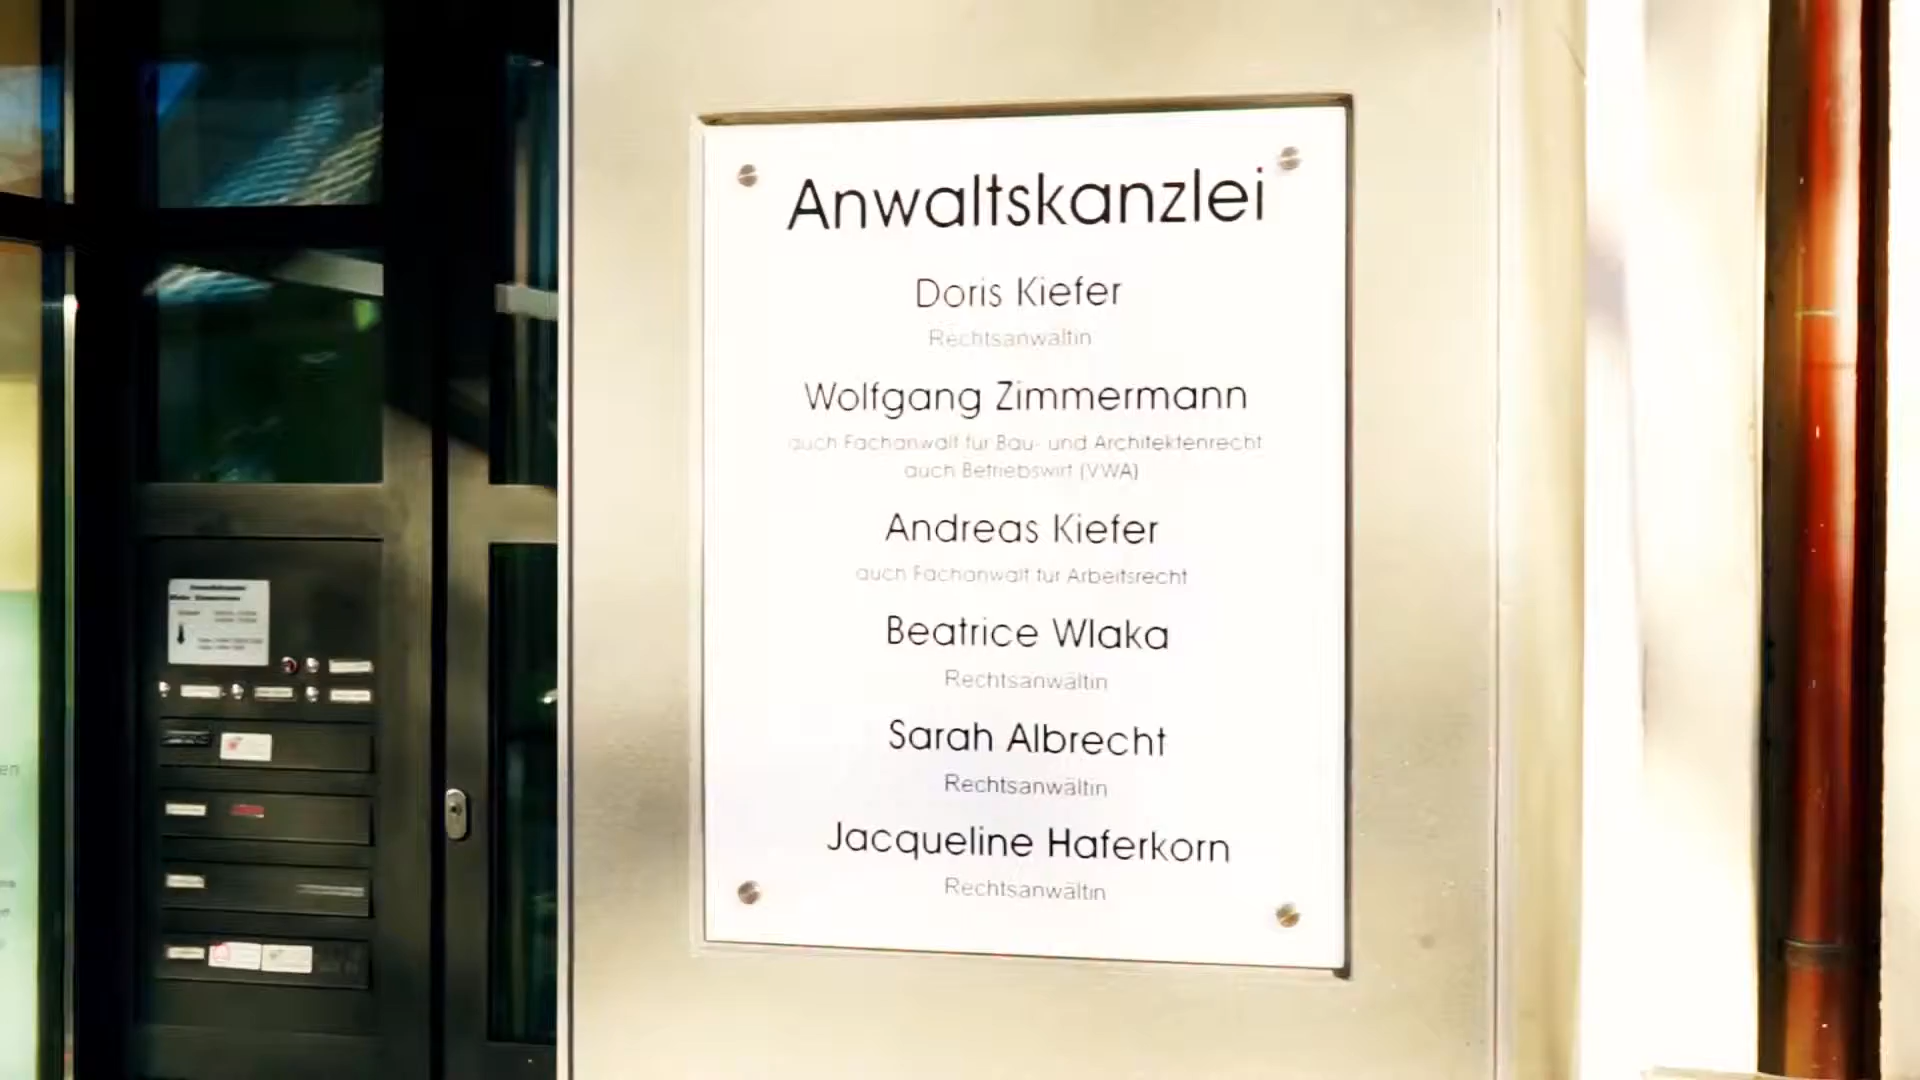 Anwaltskanzlei
Doris Kiefer
Rechtsanwältin
Wolfgang Zimmermann
auch Fachanwalt für Bau- und Architektenrecht
auch Betriebswirt (VWA)
Andreas Kiefer
auch Fachanwalt für Arbeitsrecht
Beatrice Wlaka
Rechtsanwältin
Sarah Albrecht
Rechtsanwältin
Jacqueline Haferkorn
Rechtsanwältin